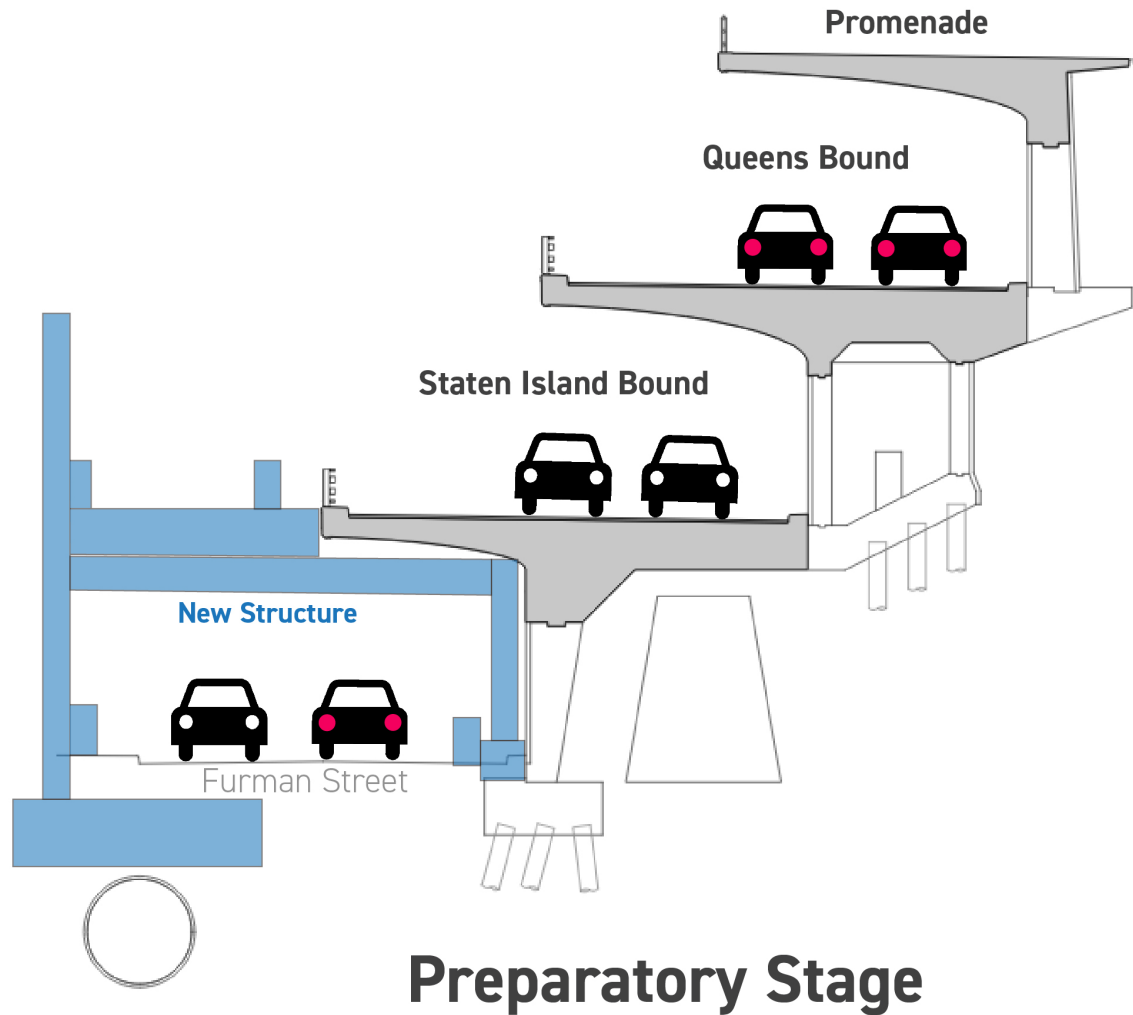 Promenade
Queens Bound
Staten Island Bound
New Structure
Furman Street
Preparatory Stage